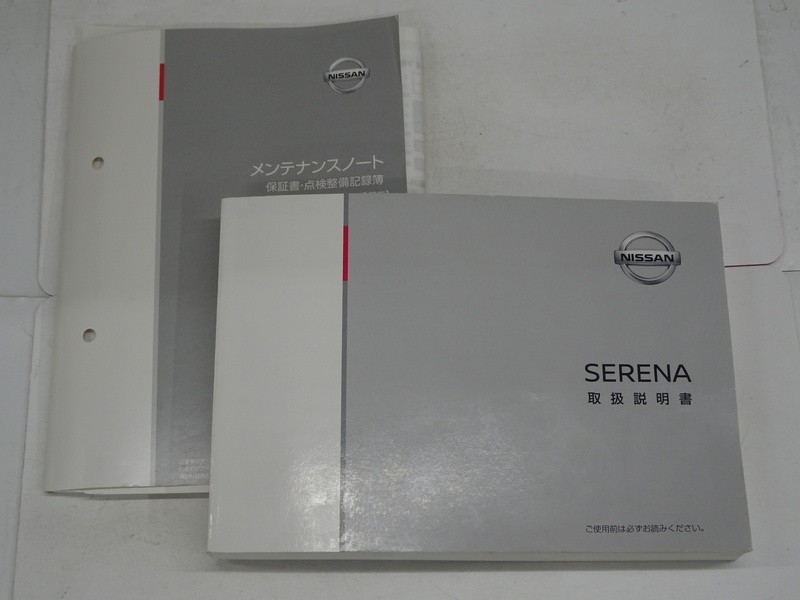 NISSAN
メンテナンスノート
保証書・点検整備記録簿
NISSAN
SERENA
取扱説明書
ご使用前は必ずお読みください。